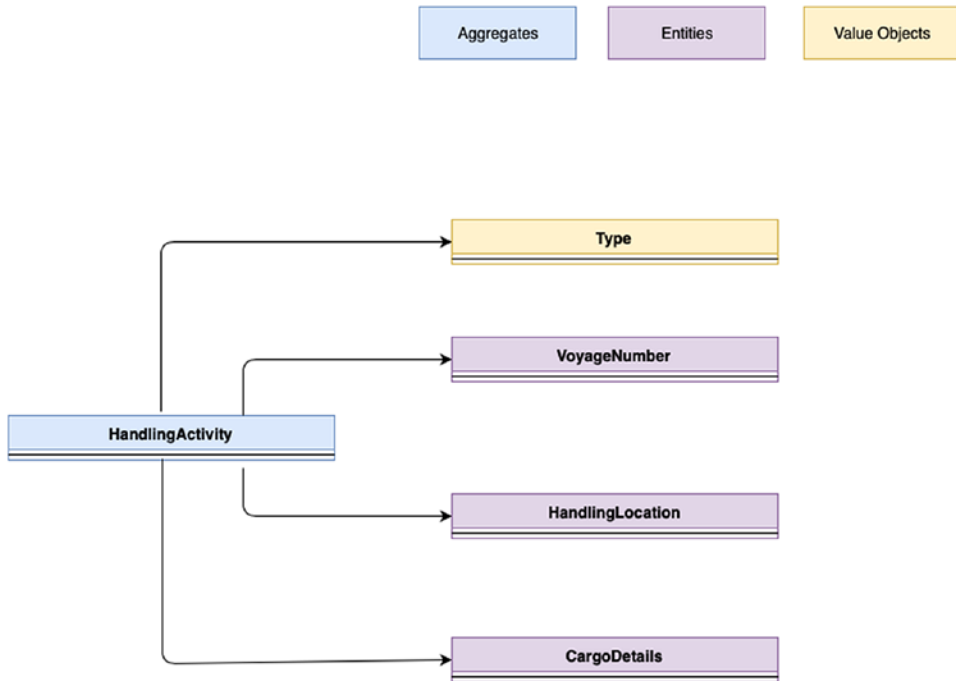 Aggregates
Entities
Value Objects
Type
VoyageNumber
HandlingActivity
HandlingLocation
CargoDetails